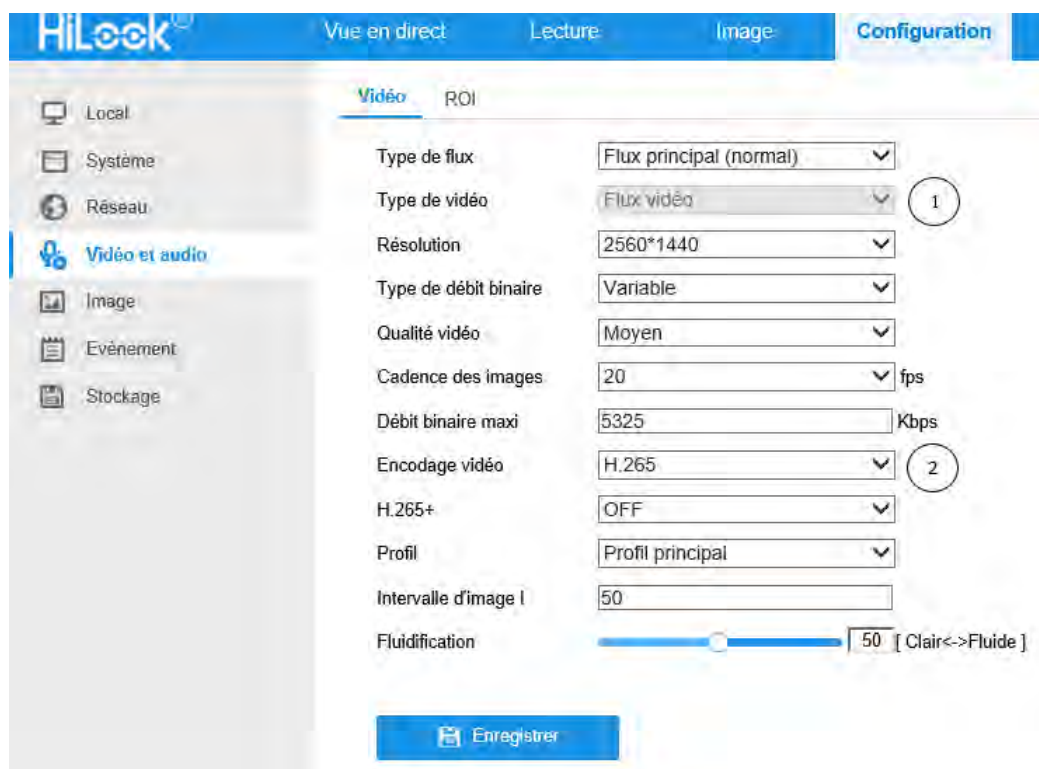 HiLook®
Vue en direct Lecture Image Configuration
Vidéo ROI
Local
Système
Réseau
Vidéo et audio
Image
Evènement
Stockage
Type de flux Flux principal (normal)
Type de vidéo Flux vidéo 1
Résolution 2560*1440
Type de débit binaire Variable
Qualité vidéo Moyen
Cadence des images 20 fps
Débit binaire maxi 5325 Kbps
Encodage vidéo H.265 2
H.265+ OFF
Profil Profil principal
Intervalle d'image I 50
Fluidification 50 [ Clair<->Fluide ]
Enregistrer